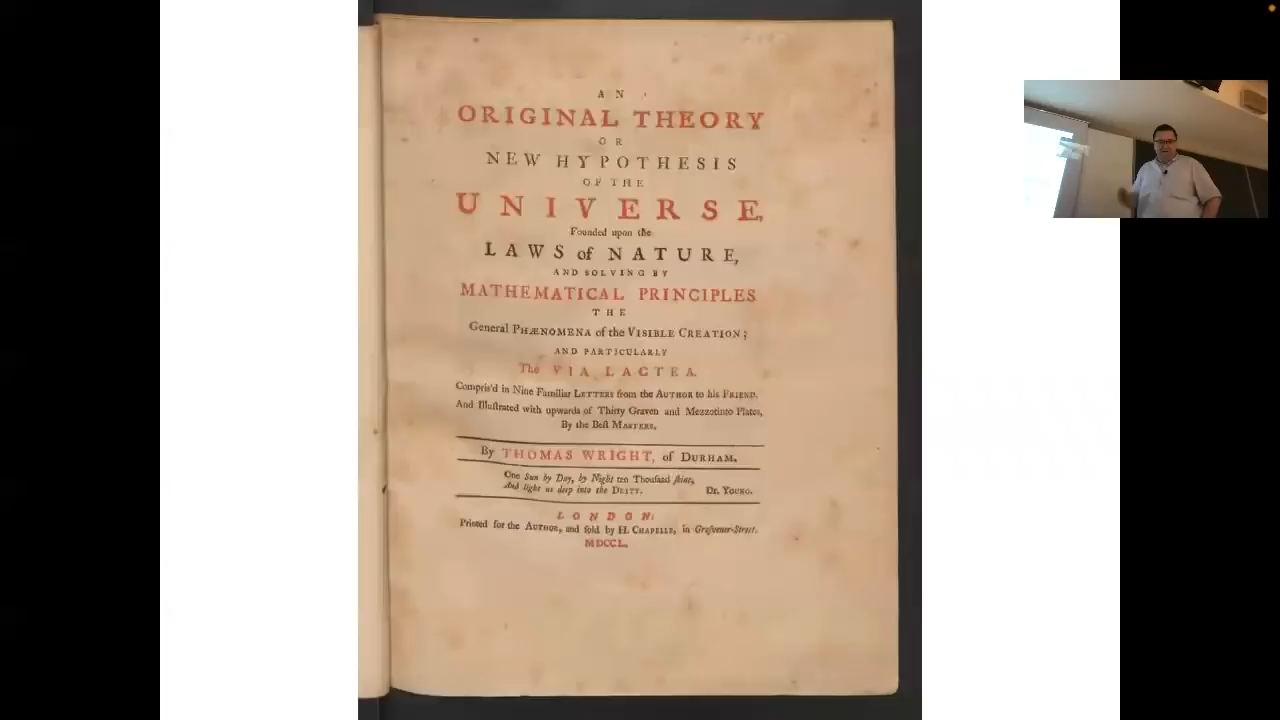 AN
ORIGINAL THEORY
OR
NEW HYPOTHESIS
OF THE
UNIVERSE,
Founded upon the
LAWS of NATURE,
AND SOLVING BY
MATHEMATICAL PRINCIPLES
THE
General PHÆNOMENA of the VISIBLE CREATION;
AND PARTICULARLY
The VIA LACTEA.
Compris'd in Nine Familiar LETTERS from the AUTHOR to his FRIEND.
And Illuſtrated with upwards of Thirty Graven and Mezzotinto Plates,
By the Beſt MASTERS.
By THOMAS WRIGHT, of DURHAM.
One Sun by Day, by Night ten Thouſand ſhine,
And light us deep into the DEITY. Dr. YOUNG.
LONDON:
Printed for the AUTHOR, and ſold by H. CHAPELLE, in Groſvenor-Street.
MDCCL.